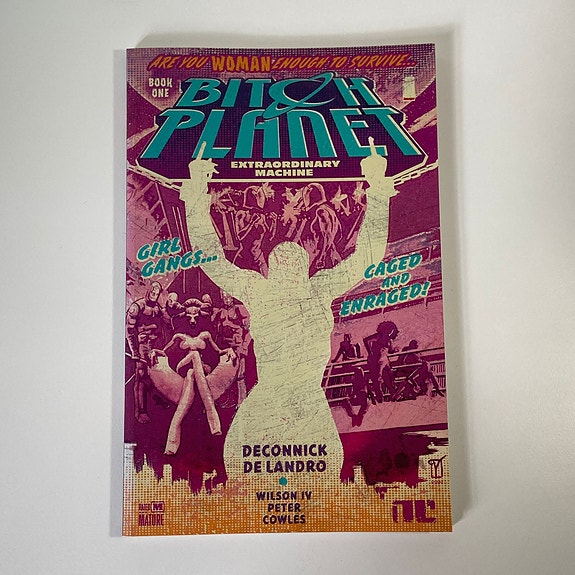 ARE YOU WOMAN ENOUGH TO SURVIVE...
BOOK
ONE
BITCH
PLANET
EXTRAORDINARY
MACHINE
GIRL
GANGS...
CAGED
AND
ENRAGED!
DECONNICK
DE LANDRO
WILSON IV
PETER
COWLES
RATED M
MATURE